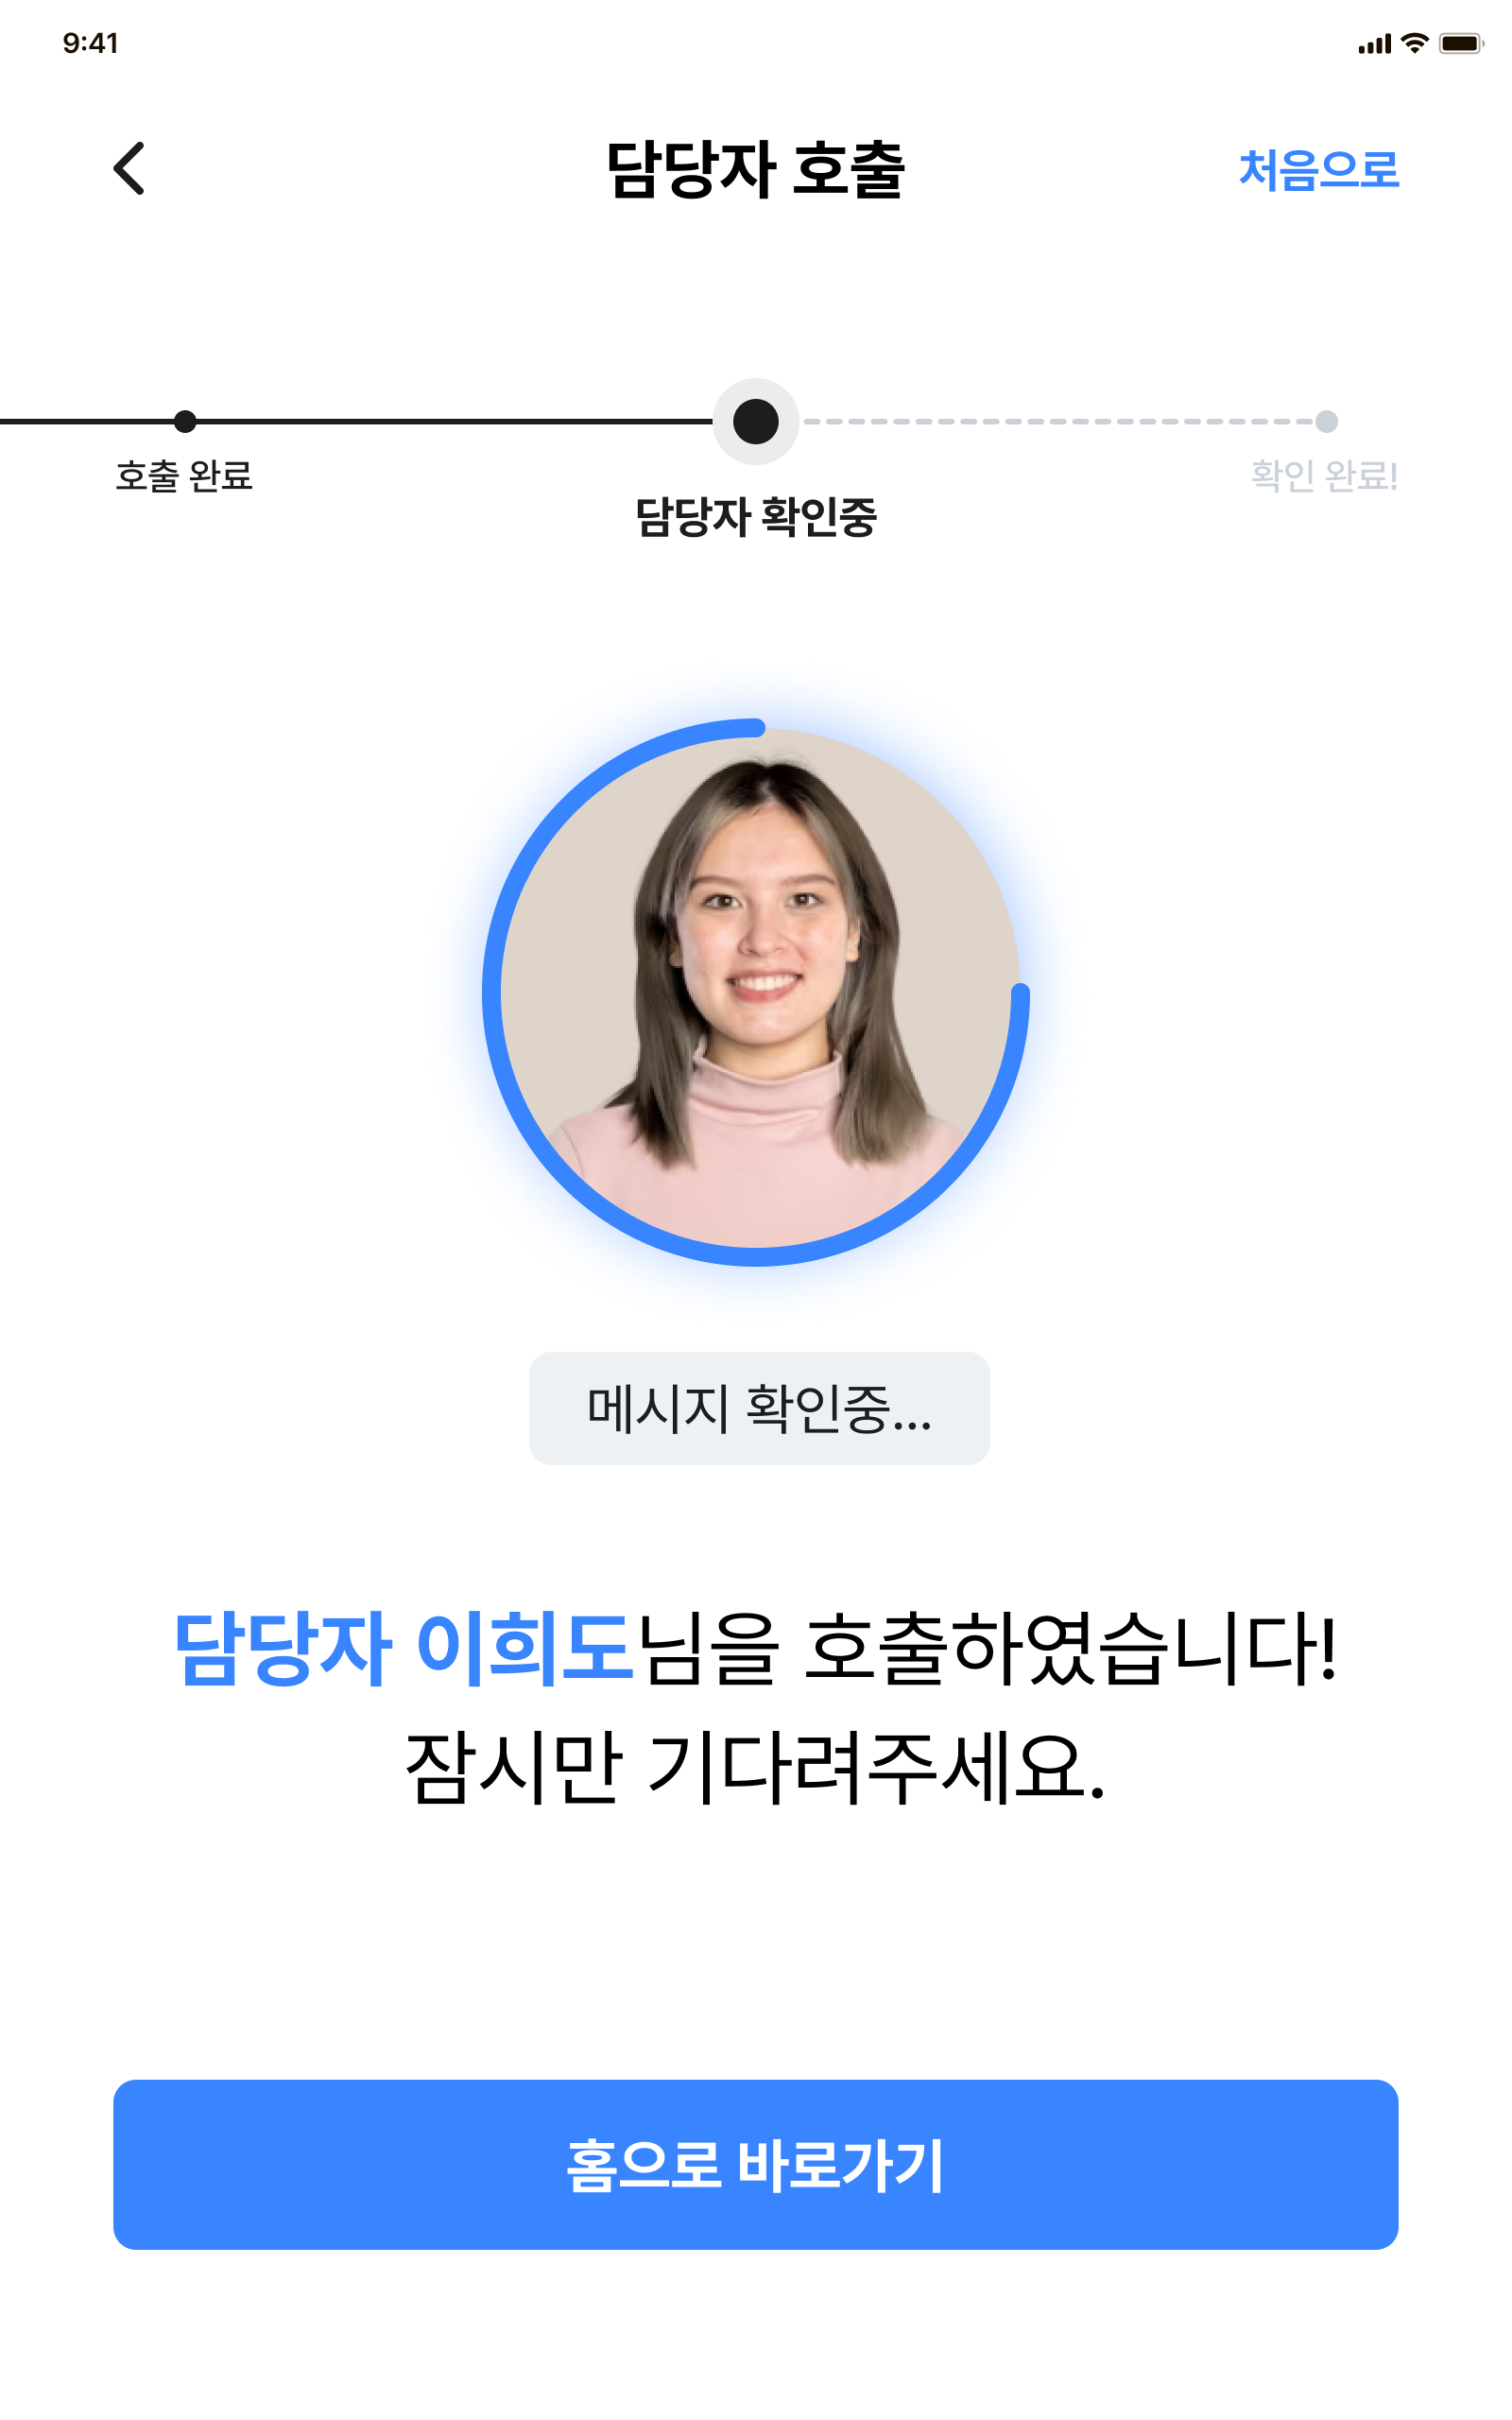 9:41
담당자 호출
처음으로
호출 완료
담당자 확인중
확인 완료!
메시지 확인중...
담당자 이희도님을 호출하였습니다!
잠시만 기다려주세요.
홈으로 바로가기